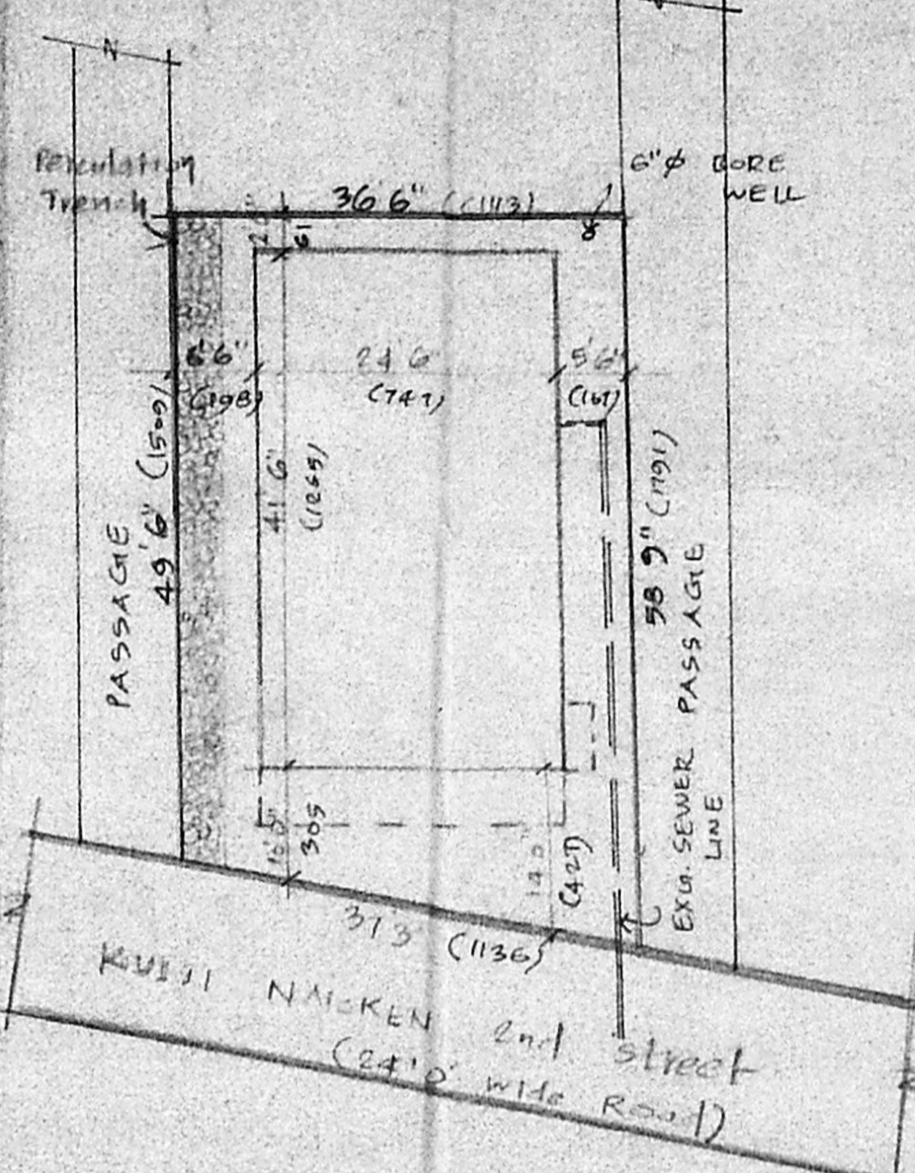 N
Perculation
Trench
6" ϕ BORE
WELL
36'6" (1113)
61
6'6"
(198)
24'6"
(747)
5'6"
(167)
41'6"
(1265)
49'6" (1509)
PASSAGE
58'9" (1791)
PASSAGE
EXG. SEWER
LINE
10'0"
305
14'0
(427)
37'3 (1136)
NAICKEN 2nd street
(24'0" wide Road)